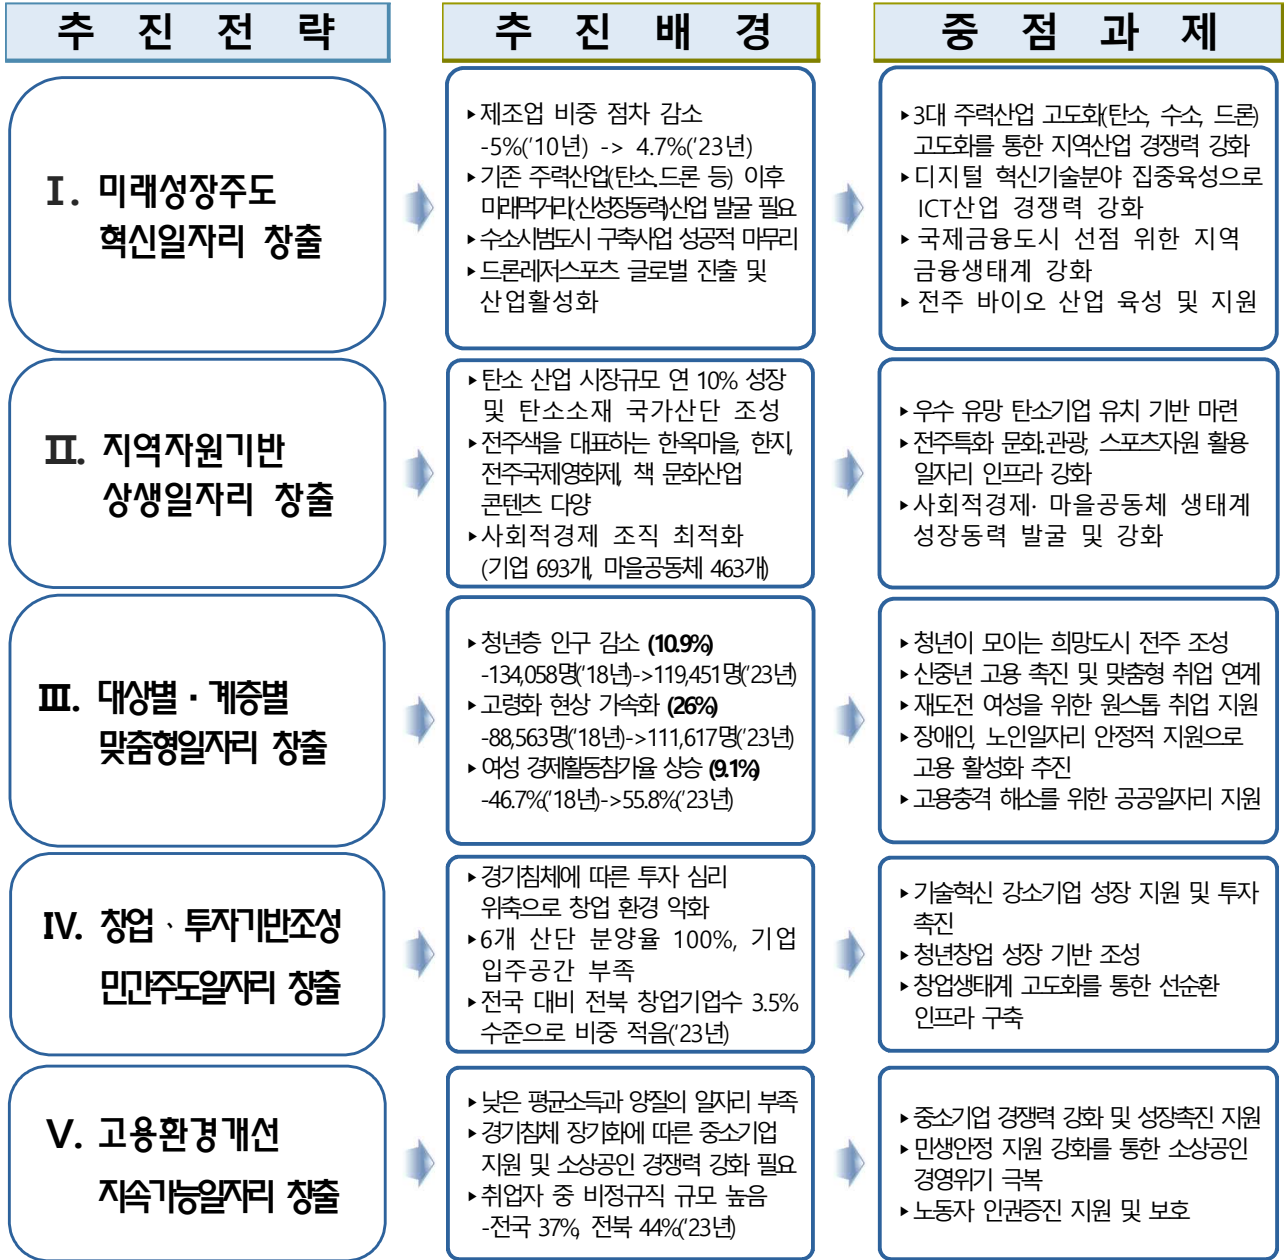 추 진 전 략
추 진 배 경
중 점 과 제
Ⅰ. 미래성장주도
혁신일자리 창출
▸제조업 비중 점차 감소
-5%('10년) -> 4.7%('23년)
▸기존 주력산업(탄소.드론 등) 이후
미래먹거리(신성장동력)산업 발굴 필요
▸수소시범도시 구축사업 성공적 마무리
▸드론레저스포츠 글로벌 진출 및
산업활성화
▸3대 주력산업 고도화(탄소, 수소, 드론)
고도화를 통한 지역산업 경쟁력 강화
▸디지털 혁신기술분야 집중육성으로
ICT산업 경쟁력 강화
▸국제금융도시 선점 위한 지역
금융생태계 강화
▸전주 바이오 산업 육성 및 지원
Ⅱ. 지역자원기반
상생일자리 창출
▸탄소 산업 시장규모 연 10% 성장
및 탄소소재 국가산단 조성
▸전주색을 대표하는 한옥마을, 한지,
전주국제영화제, 책 문화산업
콘텐츠 다양
▸사회적경제 조직 최적화
(기업 693개, 마을공동체 463개)
▸우수 유망 탄소기업 유치 기반 마련
▸전주특화 문화.관광, 스포츠자원 활용
일자리 인프라 강화
▸사회적경제· 마을공동체 생태계
성장동력 발굴 및 강화
Ⅲ. 대상별·계층별
맞춤형일자리 창출
▸청년층 인구 감소 (10.9%)
-134,058명('18년)->119,451명('23년)
▸고령화 현상 가속화 (26%)
-88,563명('18년)->111,617명('23년)
▸여성 경제활동참가율 상승 (9.1%)
-46.7%('18년)->55.8%('23년)
▸청년이 모이는 희망도시 전주 조성
▸신중년 고용 촉진 및 맞춤형 취업 연계
▸재도전 여성을 위한 원스톱 취업 지원
▸장애인, 노인일자리 안정적 지원으로
고용 활성화 추진
▸고용충격 해소를 위한 공공일자리 지원
Ⅳ. 창업ㆍ투자기반조성
민간주도일자리 창출
▸경기침체에 따른 투자 심리
위축으로 창업 환경 악화
▸6개 산단 분양율 100%, 기업
입주공간 부족
▸전국 대비 전북 창업기업수 3.5%
수준으로 비중 적음('23년)
▸기술혁신 강소기업 성장 지원 및 투자
촉진
▸청년창업 성장 기반 조성
▸창업생태계 고도화를 통한 선순환
인프라 구축
Ⅴ. 고용환경개선
지속가능일자리 창출
▸낮은 평균소득과 양질의 일자리 부족
▸경기침체 장기화에 따른 중소기업
지원 및 소상공인 경쟁력 강화 필요
▸취업자 중 비정규직 규모 높음
-전국 37%, 전북 44%('23년)
▸중소기업 경쟁력 강화 및 성장촉진 지원
▸민생안정 지원 강화를 통한 소상공인
경영위기 극복
▸노동자 인권증진 지원 및 보호